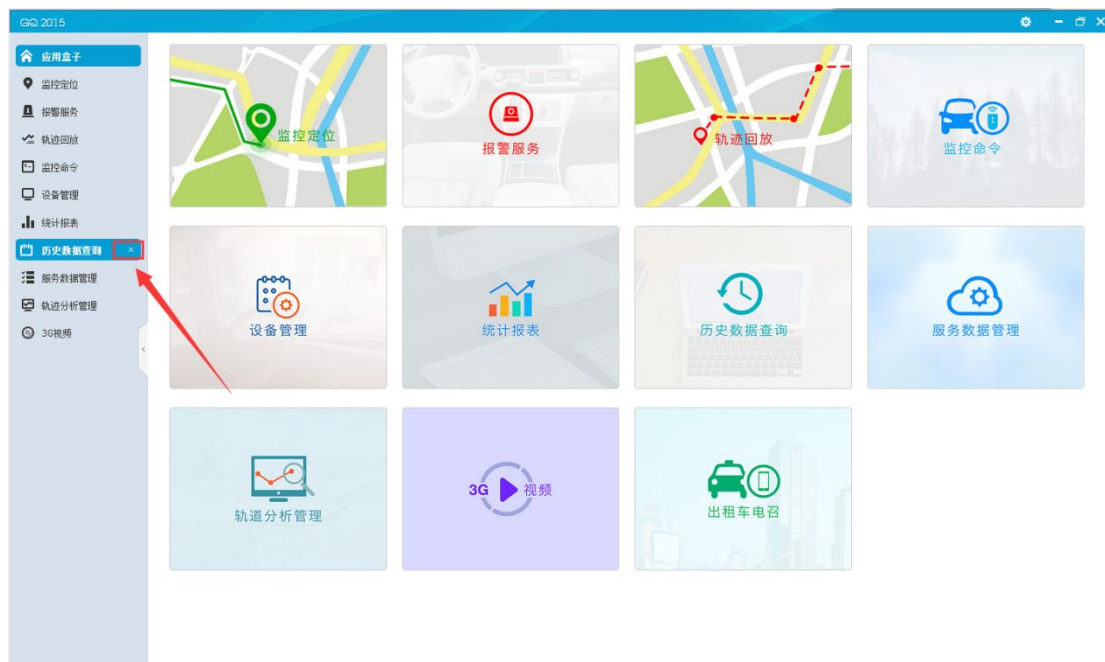 GQ 2015
应用盒子
监控定位
报警服务
轨迹回放
监控命令
设备管理
统计报表
历史数据查询 ×
服务数据管理
轨迹分析管理
3G视频
监控定位
报警服务
轨迹回放
监控命令
设备管理
统计报表
历史数据查询
服务数据管理
轨道分析管理
3G 视频
出租车电召